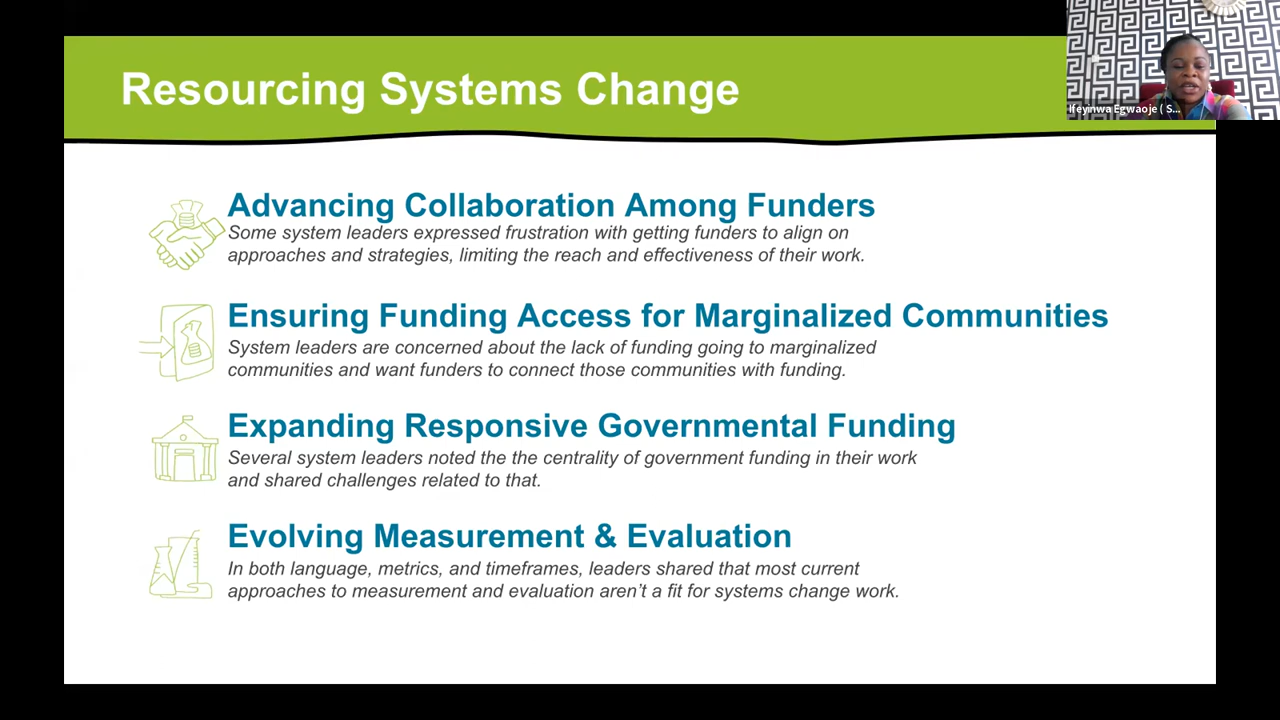 Resourcing Systems Change
Ifeyinwa Egwaoje ( S...
Advancing Collaboration Among Funders
Some system leaders expressed frustration with getting funders to align on
approaches and strategies, limiting the reach and effectiveness of their work.
Ensuring Funding Access for Marginalized Communities
System leaders are concerned about the lack of funding going to marginalized
communities and want funders to connect those communities with funding.
Expanding Responsive Governmental Funding
Several system leaders noted the the centrality of government funding in their work
and shared challenges related to that.
Evolving Measurement & Evaluation
In both language, metrics, and timeframes, leaders shared that most current
approaches to measurement and evaluation aren’t a fit for systems change work.